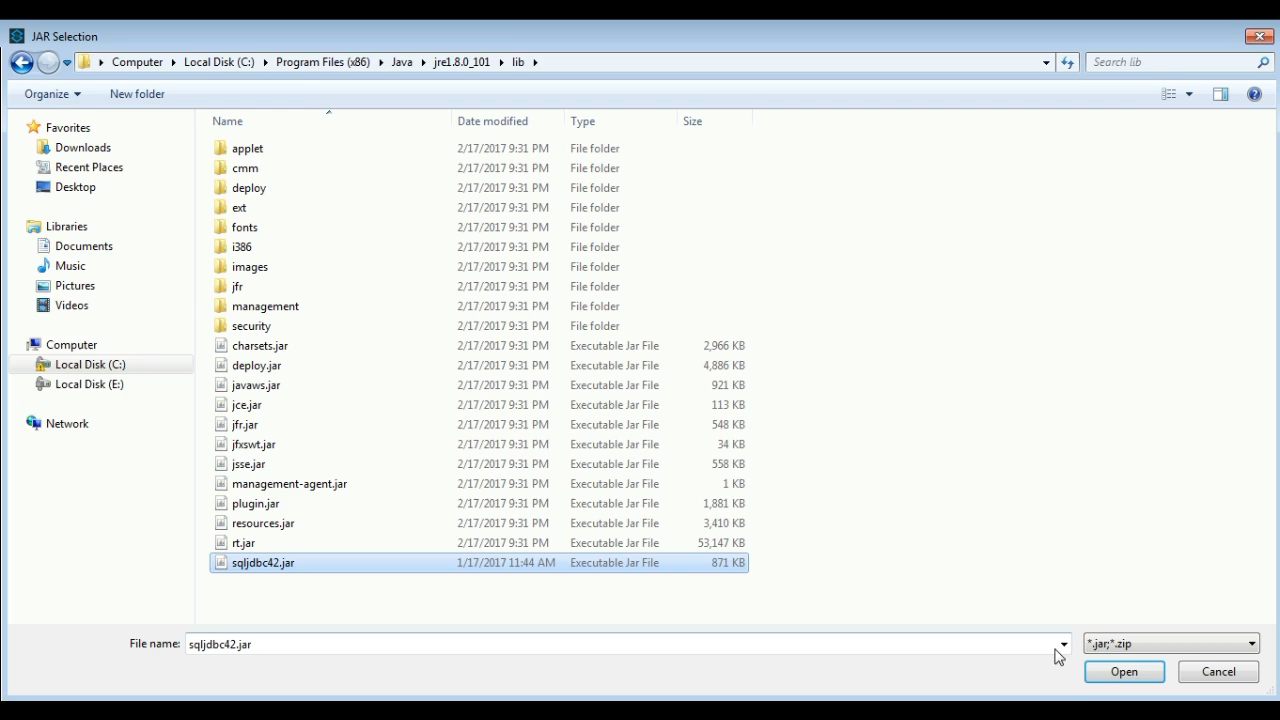 JAR Selection
Computer Local Disk (C:) Program Files (x86) Java jre1.8.0_101 lib Search lib
Organize New folder
Name Date modified Type Size
Favorites
Downloads
Recent Places
Desktop
Libraries
Documents
Music
Pictures
Videos
Computer
Local Disk (C:)
Local Disk (E:)
Network
applet 2/17/2017 9:31 PM File folder
cmm 2/17/2017 9:31 PM File folder
deploy 2/17/2017 9:31 PM File folder
ext 2/17/2017 9:31 PM File folder
fonts 2/17/2017 9:31 PM File folder
i386 2/17/2017 9:31 PM File folder
images 2/17/2017 9:31 PM File folder
jfr 2/17/2017 9:31 PM File folder
management 2/17/2017 9:31 PM File folder
security 2/17/2017 9:31 PM File folder
charsets.jar 2/17/2017 9:31 PM Executable Jar File 2,966 KB
deploy.jar 2/17/2017 9:31 PM Executable Jar File 4,886 KB
javaws.jar 2/17/2017 9:31 PM Executable Jar File 921 KB
jce.jar 2/17/2017 9:31 PM Executable Jar File 113 KB
jfr.jar 2/17/2017 9:31 PM Executable Jar File 548 KB
jfxswt.jar 2/17/2017 9:31 PM Executable Jar File 34 KB
jsse.jar 2/17/2017 9:31 PM Executable Jar File 558 KB
management-agent.jar 2/17/2017 9:31 PM Executable Jar File 1 KB
plugin.jar 2/17/2017 9:31 PM Executable Jar File 1,881 KB
resources.jar 2/17/2017 9:31 PM Executable Jar File 3,410 KB
rt.jar 2/17/2017 9:31 PM Executable Jar File 53,147 KB
sqljdbc42.jar 1/17/2017 11:44 AM Executable Jar File 871 KB
File name: sqljdbc42.jar *.jar;*.zip
Open Cancel